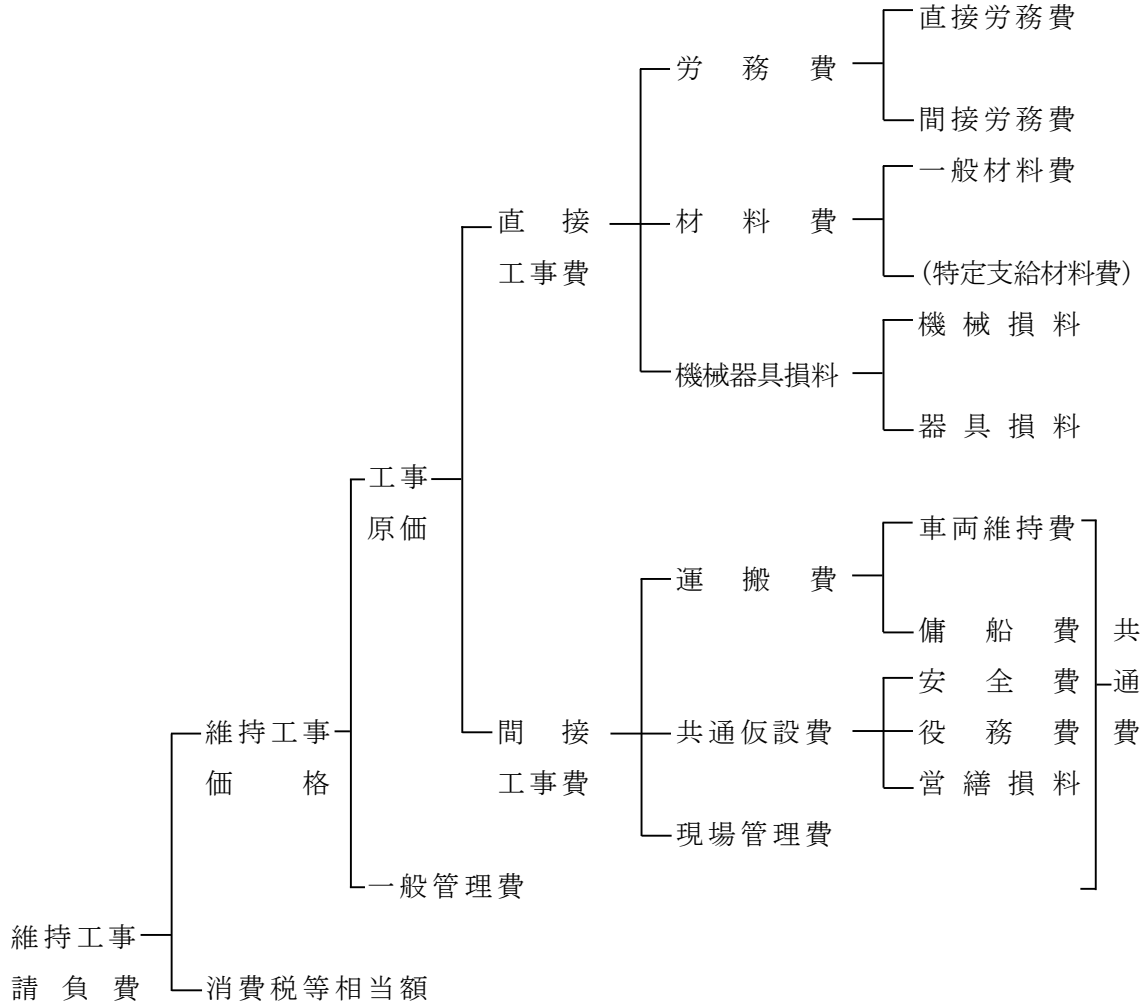 直接労務費
労務費
間接労務費
一般材料費
直接 材料費
工事費 (特定支給材料費)
機械損料
機械器具損料
器具損料
工事
原価
車両維持費
運搬費
傭船費 共
安全費 通
維持工事 間接 共通仮設費 役務費 費
価格 工事費 営繕損料
現場管理費
一般管理費
維持工事
請負費 消費税等相当額